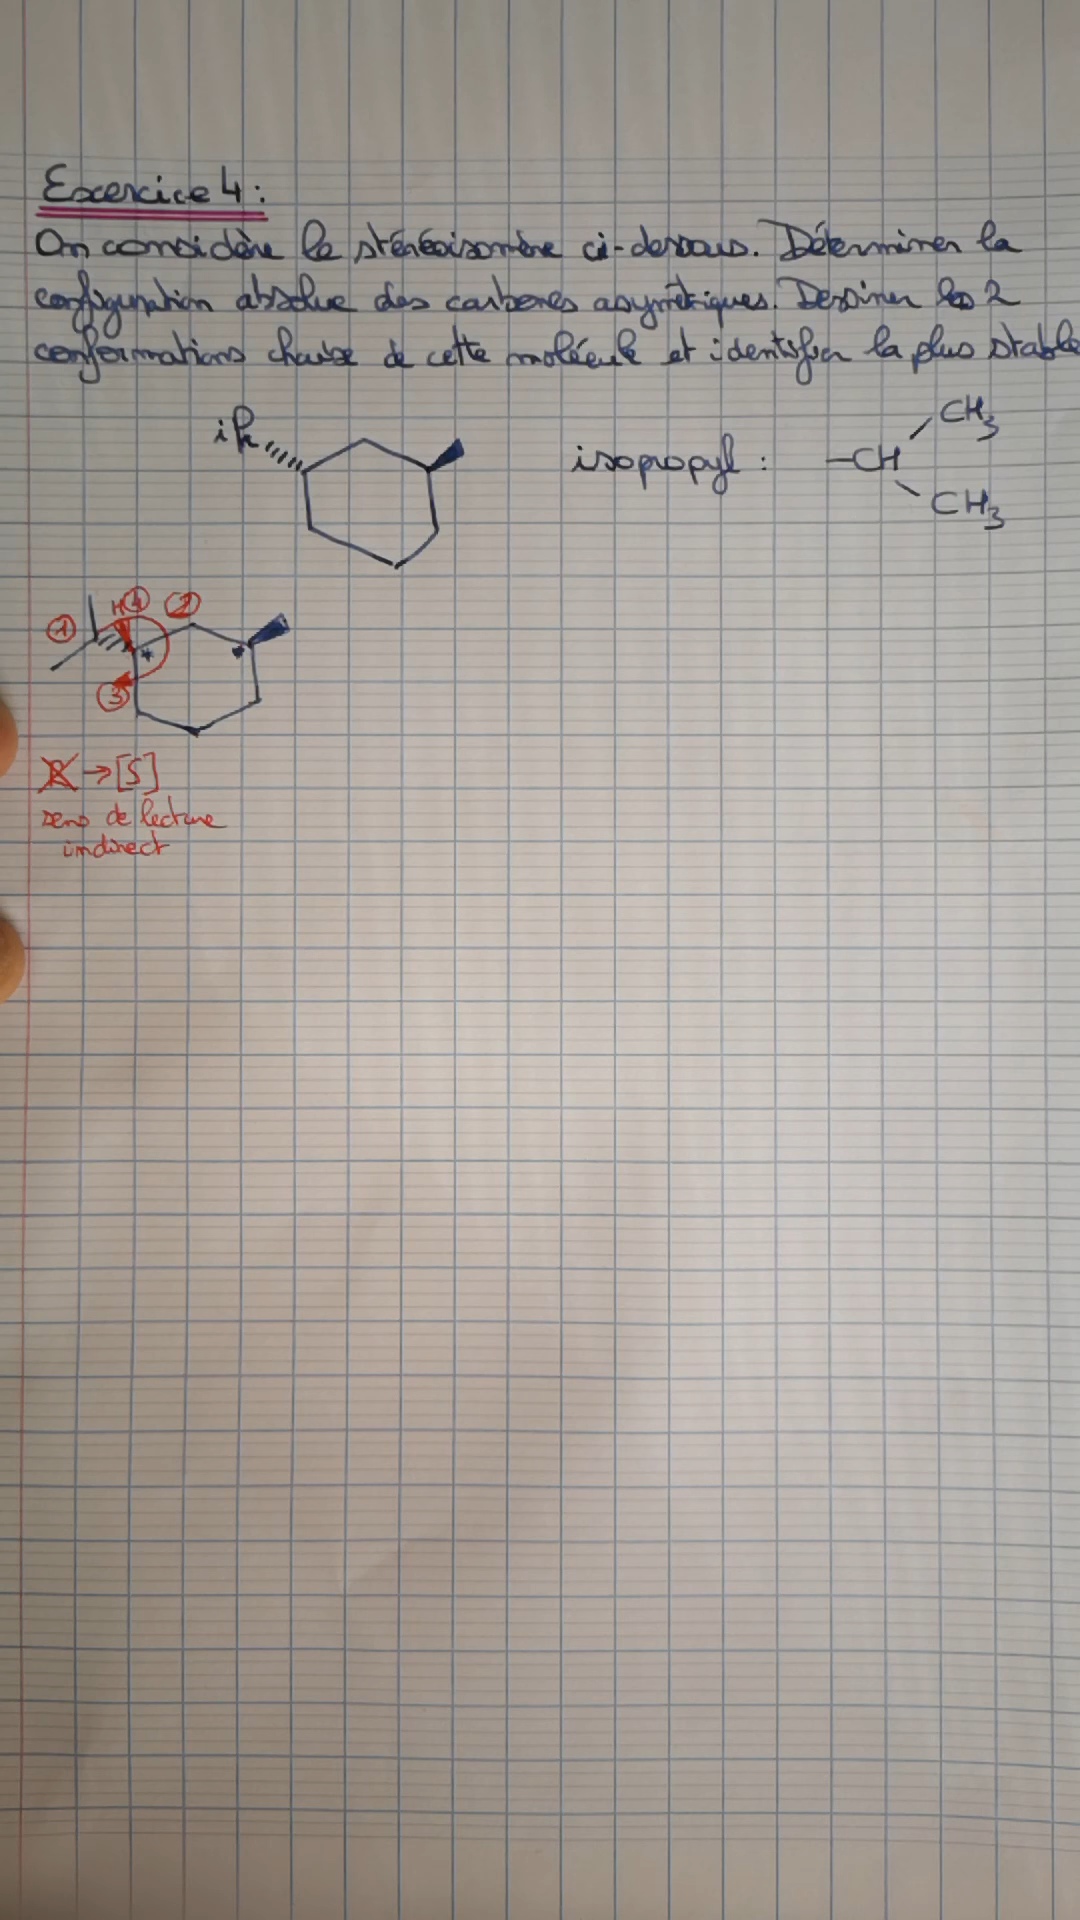 Exercice 4 :
On considère le stéréoisomère ci-dessous. Déterminer la
configuration absolue des carbones asymétriques. Dessiner les 2
conformations chaise de cette molécule et identifier la plus stable
iPr
isopropyl : -CH
CH3
CH3
1 H 4 2
*
3
R → [S]
sens de lecture
indirect